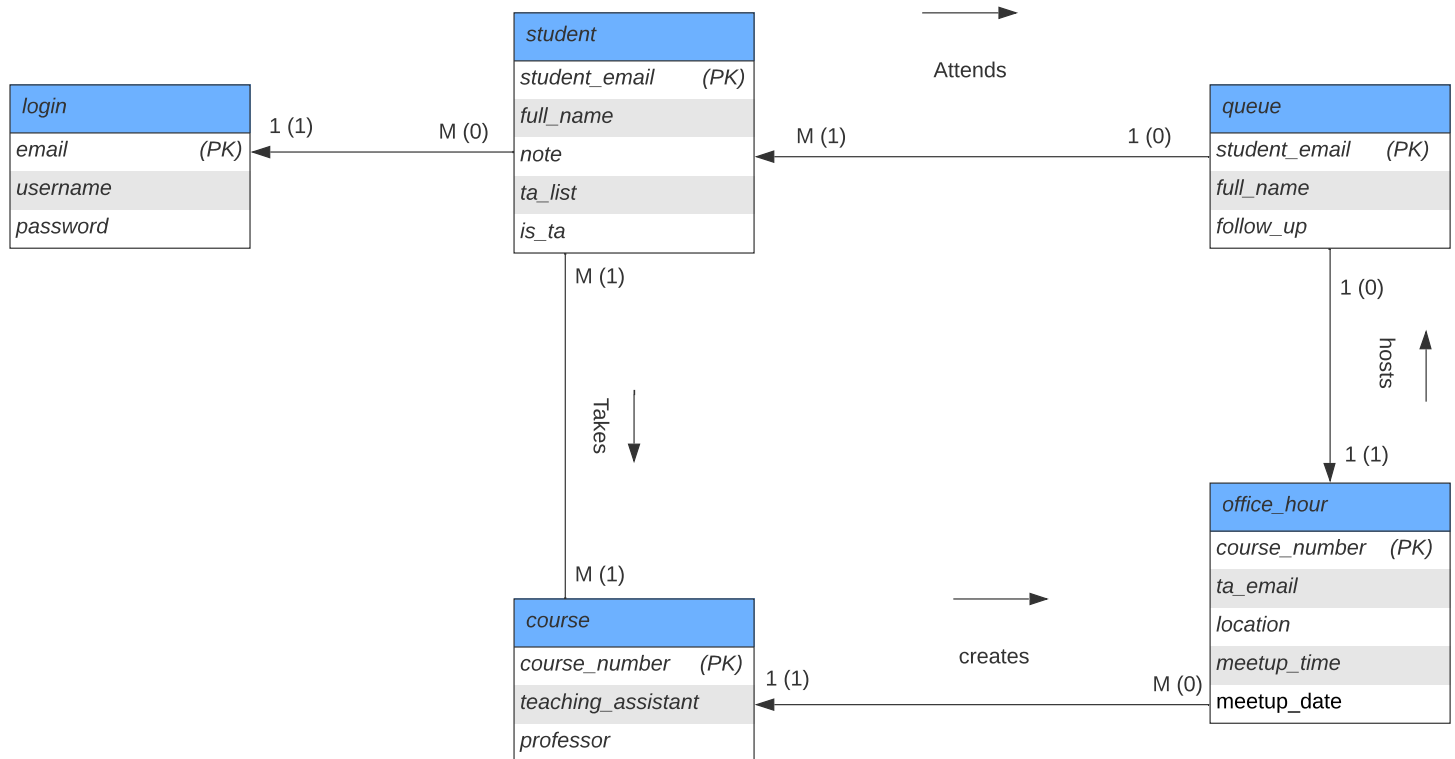 student
student_email (PK)
full_name
note
ta_list
is_ta
Attends
login
email (PK)
username
password
1 (1)
M (0)
M (1)
1 (0)
queue
student_email (PK)
full_name
follow_up
M (1)
Takes
M (1)
1 (0)
hosts
1 (1)
course
course_number (PK)
teaching_assistant
professor
1 (1)
creates
M (0)
office_hour
course_number (PK)
ta_email
location
meetup_time
meetup_date